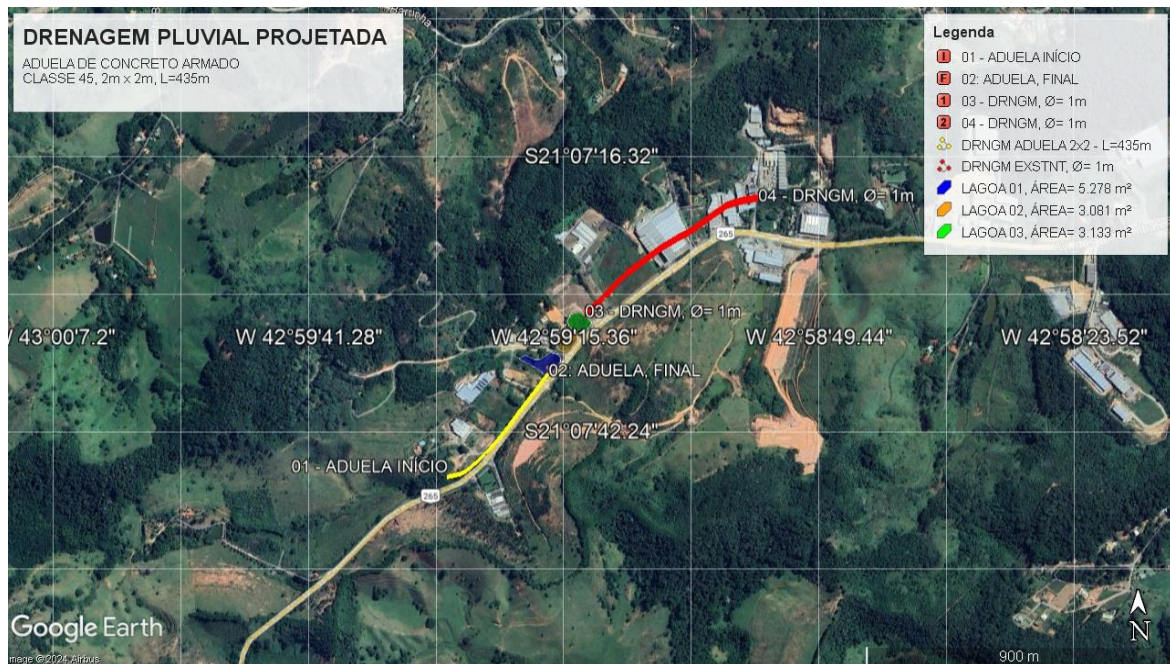 DRENAGEM PLUVIAL PROJETADA
ADUELA DE CONCRETO ARMADO
CLASSE 45, 2m x 2m, L=435m
Legenda
I 01 - ADUELA INÍCIO
F 02: ADUELA, FINAL
1 03 - DRNGM, Ø= 1m
2 04 - DRNGM, Ø= 1m
DRNGM ADUELA 2x2 - L=435m
DRNGM EXSTNT, Ø= 1m
LAGOA 01, ÁREA= 5.278 m²
LAGOA 02, ÁREA= 3.081 m²
LAGOA 03, ÁREA= 3.133 m²
S21°07'16.32"
04 - DRNGM, Ø= 1m
265
03 - DRNGM, Ø= 1m
W 43°00'7.2" W 42°59'41.28" W 42°59'15.36" W 42°58'49.44" W 42°58'23.52"
02: ADUELA, FINAL
S21°07'42.24"
01 - ADUELA INÍCIO
265
Google Earth
Image © 2024 Airbus
900 m
N